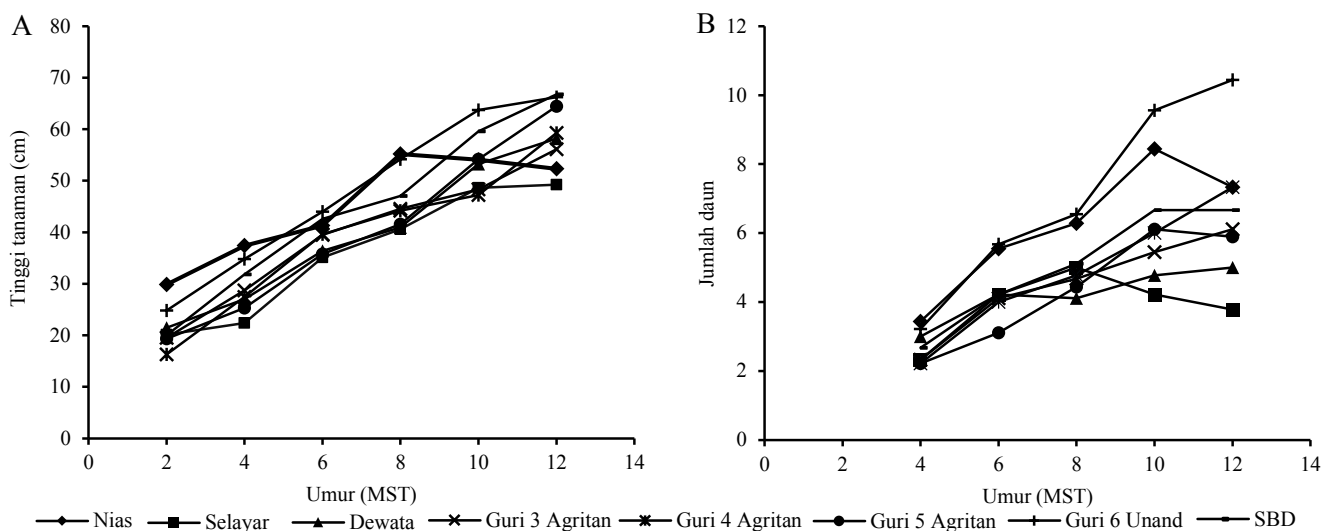 A
80
70
60
50
40
30
20
10
0
0 2 4 6 8 10 12 14
Tinggi tanaman (cm)
Umur (MST)
B
12
10
8
6
4
2
0
0 2 4 6 8 10 12 14
Jumlah daun
Umur (MST)
Nias Selayar Dewata Guri 3 Agritan Guri 4 Agritan Guri 5 Agritan Guri 6 Unand SBD